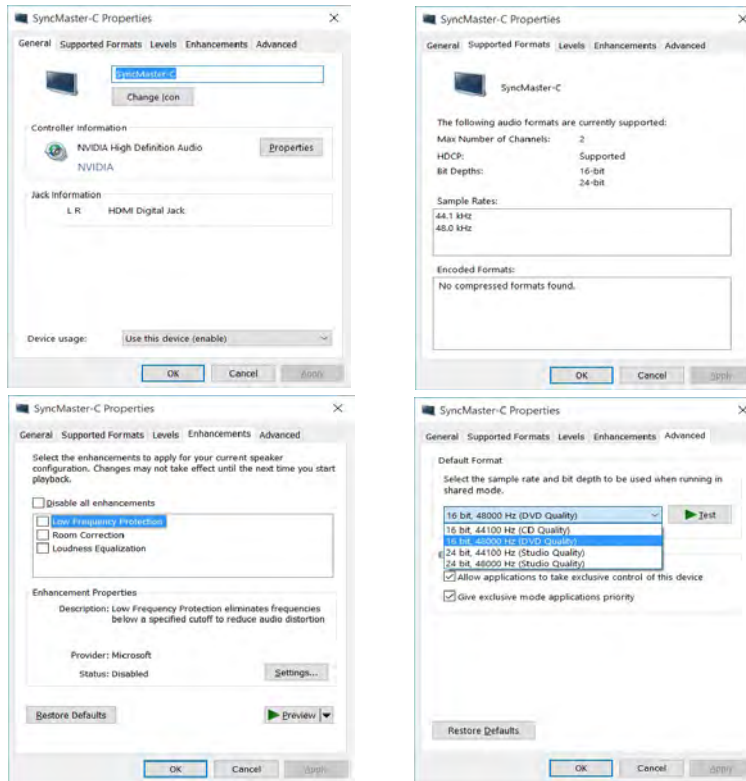 SyncMaster-C Properties
General Supported Formats Levels Enhancements Advanced
SyncMaster-C
Change Icon
Controller Information
NVIDIA High Definition Audio
Properties
NVIDIA
Jack Information
L R HDMI Digital Jack
Device usage: Use this device (enable)
OK Cancel Apply
SyncMaster-C Properties
General Supported Formats Levels Enhancements Advanced
SyncMaster-C
The following audio formats are currently supported:
Max Number of Channels: 2
HDCP: Supported
Bit Depths: 16-bit
24-bit
Sample Rates:
44.1 kHz
48.0 kHz
Encoded Formats:
No compressed formats found.
OK Cancel Apply
SyncMaster-C Properties
General Supported Formats Levels Enhancements Advanced
Select the enhancements to apply for your current speaker
configuration. Changes may not take effect until the next time you start
playback.
Disable all enhancements
Low Frequency Protection
Room Correction
Loudness Equalization
Enhancement Properties
Description: Low Frequency Protection eliminates frequencies
below a specified cutoff to reduce audio distortion
Provider: Microsoft
Status: Disabled
Settings...
Restore Defaults
Preview
OK Cancel Apply
SyncMaster-C Properties
General Supported Formats Levels Enhancements Advanced
Default Format
Select the sample rate and bit depth to be used when running in
shared mode.
16 bit, 48000 Hz (DVD Quality)
Test
16 bit, 44100 Hz (CD Quality)
16 bit, 48000 Hz (DVD Quality)
24 bit, 44100 Hz (Studio Quality)
24 bit, 48000 Hz (Studio Quality)
Allow applications to take exclusive control of this device
Give exclusive mode applications priority
Restore Defaults
OK Cancel Apply